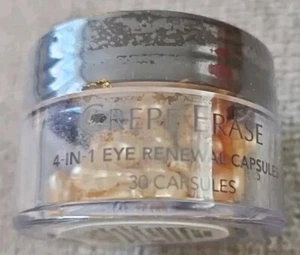 CREPE ERASE
4-IN-1 EYE RENEWAL CAPSULES
30 CAPSULES